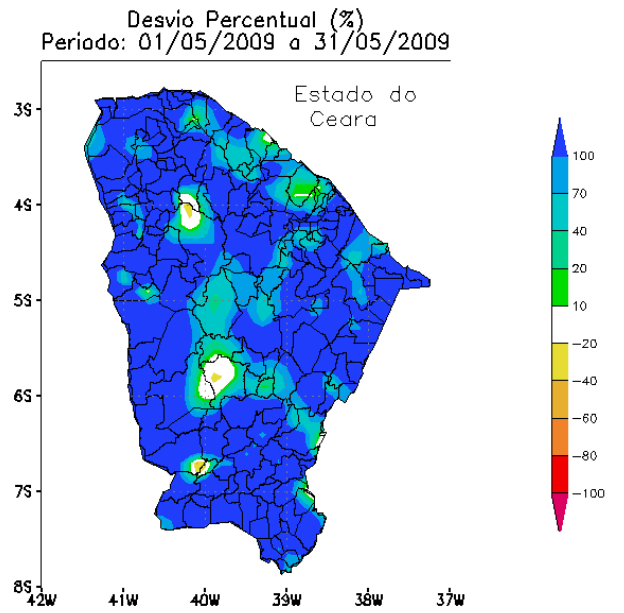 Desvio Percentual (%)
Periodo: 01/05/2009 a 31/05/2009
Estado do
Ceara
3S
4S
5S
6S
7S
8S
42W 41W 40W 39W 38W 37W
100
70
40
20
10
−20
−40
−60
−80
−100